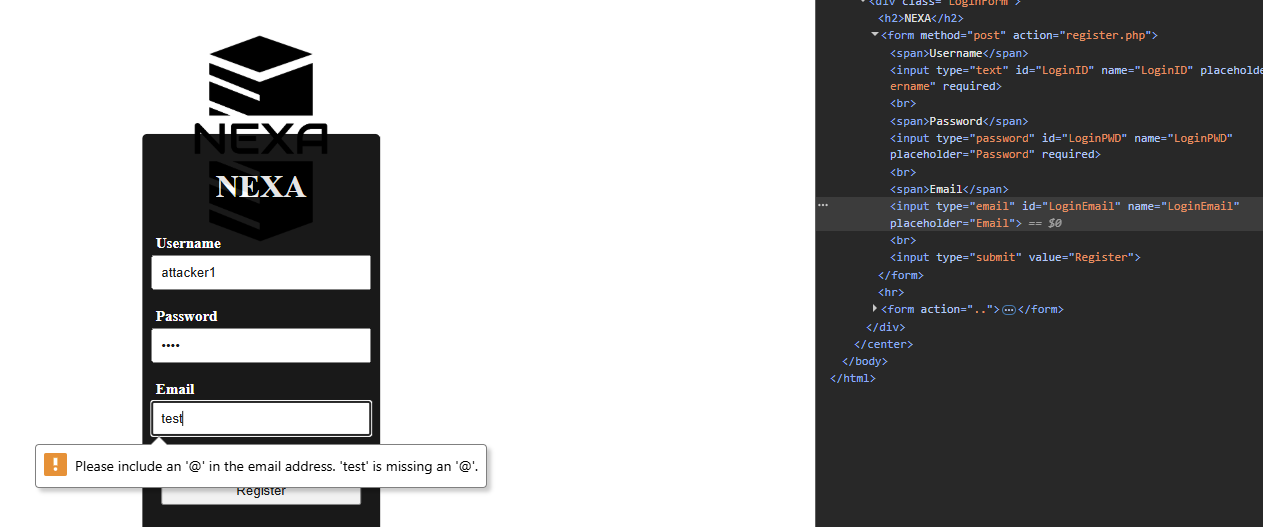 NEXA
NEXA
Username
attacker1
Password
••••
Email
test
Please include an '@' in the email address. 'test' is missing an '@'.
Register
<div class="LoginForm">
<h2>NEXA</h2>
<form method="post" action="register.php">
<span>Username</span>
<input type="text" id="LoginID" name="LoginID" placeholde
ername" required>
<br>
<span>Password</span>
<input type="password" id="LoginPWD" name="LoginPWD"
placeholder="Password" required>
<br>
<span>Email</span>
<input type="email" id="LoginEmail" name="LoginEmail"
placeholder="Email"> == $0
<br>
<input type="submit" value="Register">
</form>
<hr>
<form action="..">…</form>
</div>
</center>
</body>
</html>